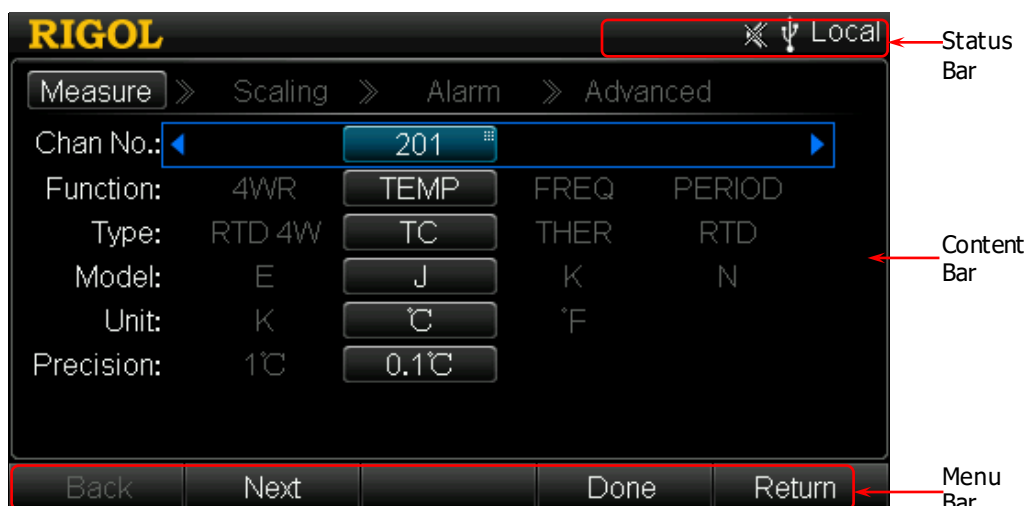 RIGOL Local
Status
Bar
Measure Scaling Alarm Advanced
Chan No.: 201
Function: 4WR TEMP FREQ PERIOD
Type: RTD 4W TC THER RTD
Content
Bar
Model: E J K N
Unit: K ℃ °F
Precision: 1℃ 0.1℃
Back Next Done Return
Menu
Bar